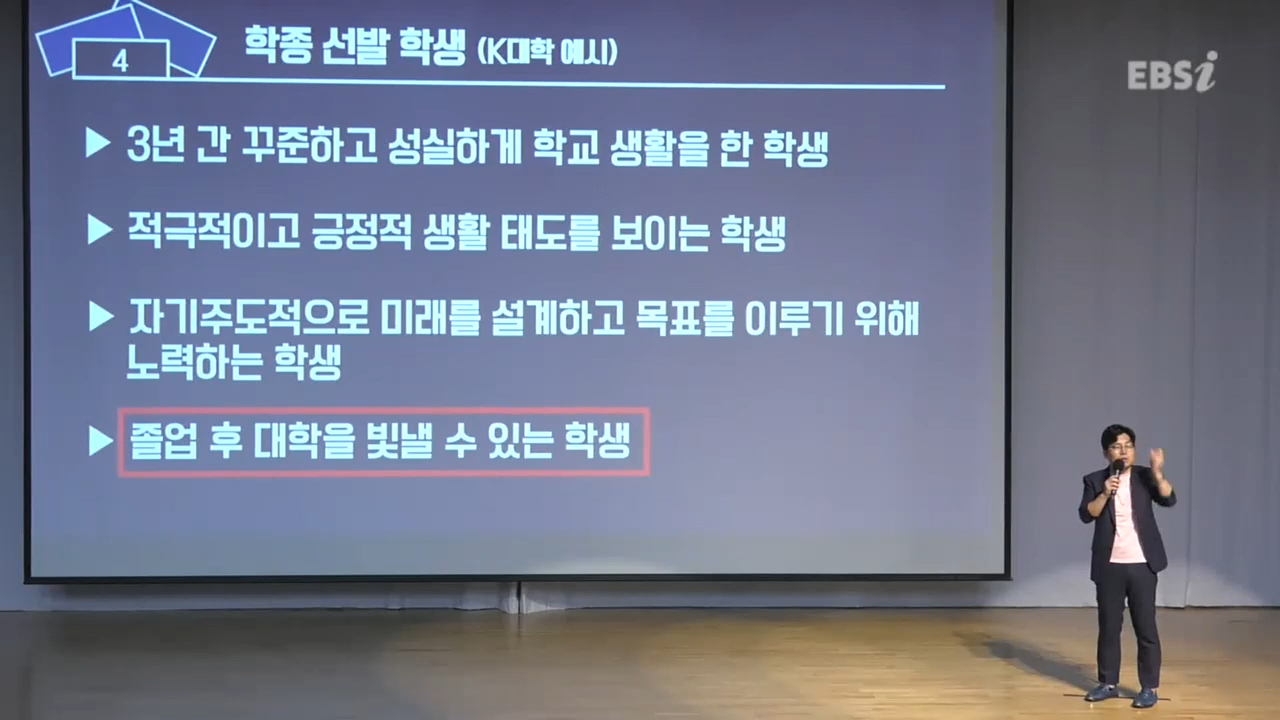 4
학종 선발 학생 (K대학 예시)
EBSi
▶ 3년 간 꾸준하고 성실하게 학교 생활을 한 학생
▶ 적극적이고 긍정적 생활 태도를 보이는 학생
▶ 자기주도적으로 미래를 설계하고 목표를 이루기 위해
노력하는 학생
▶ 졸업 후 대학을 빛낼 수 있는 학생